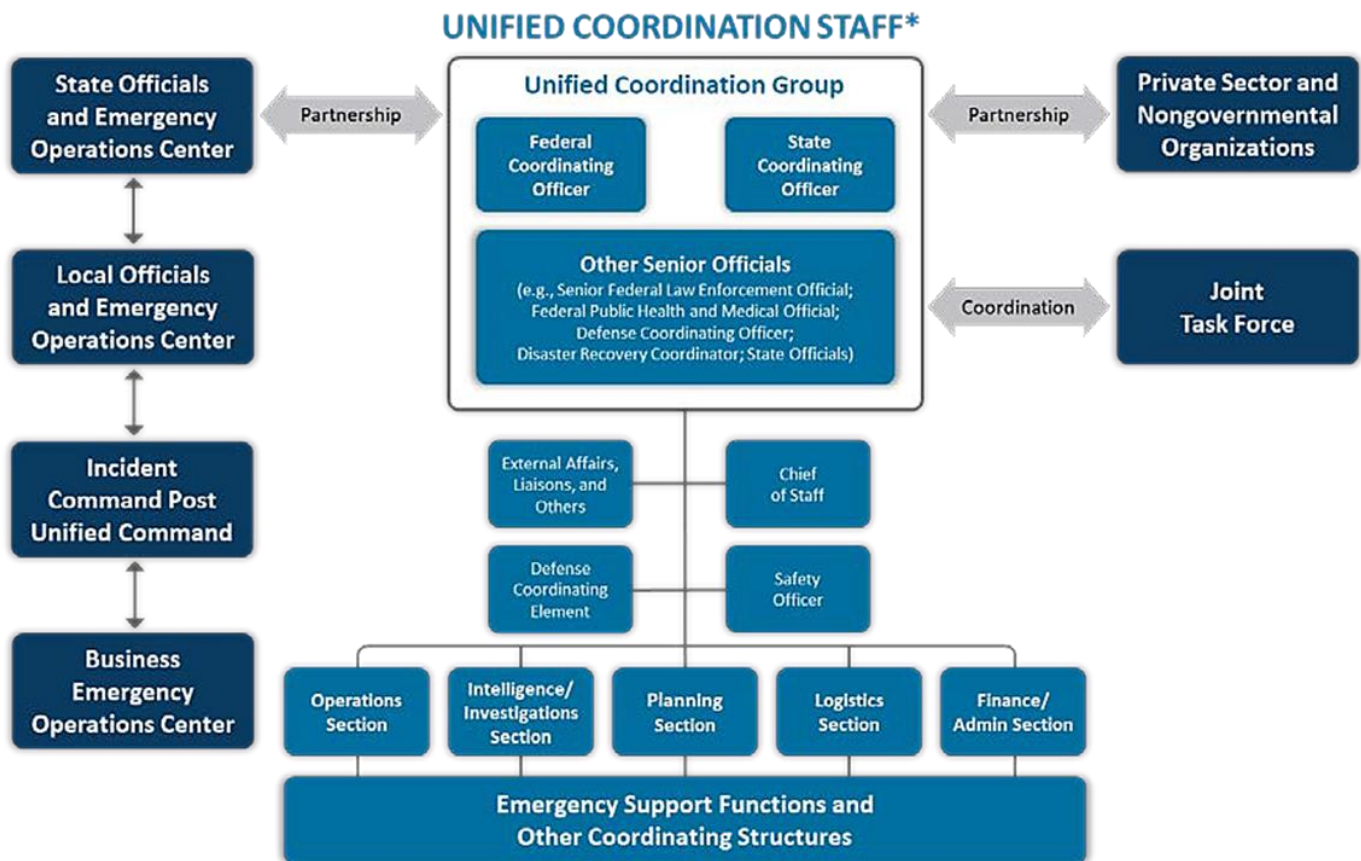 UNIFIED COORDINATION STAFF*
State Officials
and Emergency
Operations Center
Partnership
Unified Coordination Group
Federal
Coordinating
Officer
State
Coordinating
Officer
Partnership
Private Sector and
Nongovernmental
Organizations
Local Officials
and Emergency
Operations Center
Other Senior Officials
(e.g., Senior Federal Law Enforcement Official;
Federal Public Health and Medical Official;
Defense Coordinating Officer;
Disaster Recovery Coordinator; State Officials)
Coordination
Joint
Task Force
Incident
Command Post
Unified Command
External Affairs,
Liaisons, and
Others
Chief
of Staff
Defense
Coordinating
Element
Safety
Officer
Business
Emergency
Operations Center
Operations
Section
Intelligence/
Investigations
Section
Planning
Section
Logistics
Section
Finance/
Admin Section
Emergency Support Functions and
Other Coordinating Structures